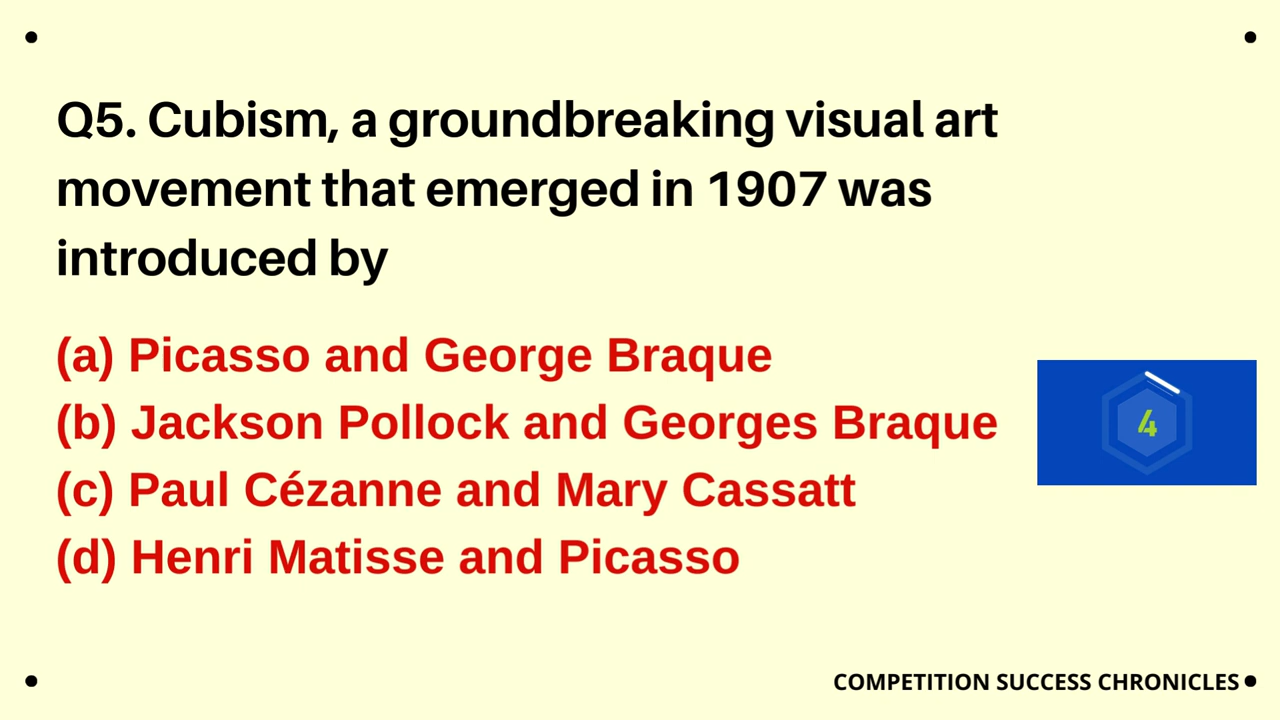 Q5. Cubism, a groundbreaking visual art
movement that emerged in 1907 was
introduced by
(a) Picasso and George Braque
(b) Jackson Pollock and Georges Braque
(c) Paul Cézanne and Mary Cassatt
(d) Henri Matisse and Picasso
4
COMPETITION SUCCESS CHRONICLES